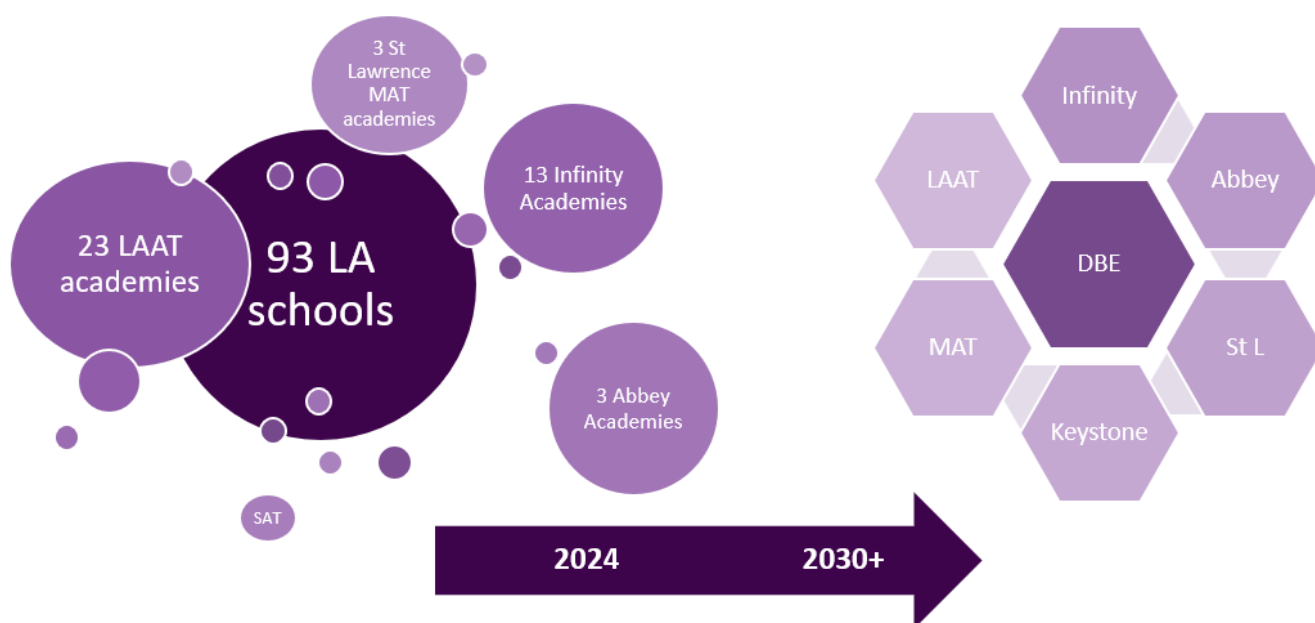 3 St
Lawrence
MAT
academies
13 Infinity
Academies
23 LAAT
academies
93 LA
schools
3 Abbey
Academies
SAT
Infinity
LAAT
Abbey
DBE
MAT
St L
Keystone
2024
2030+